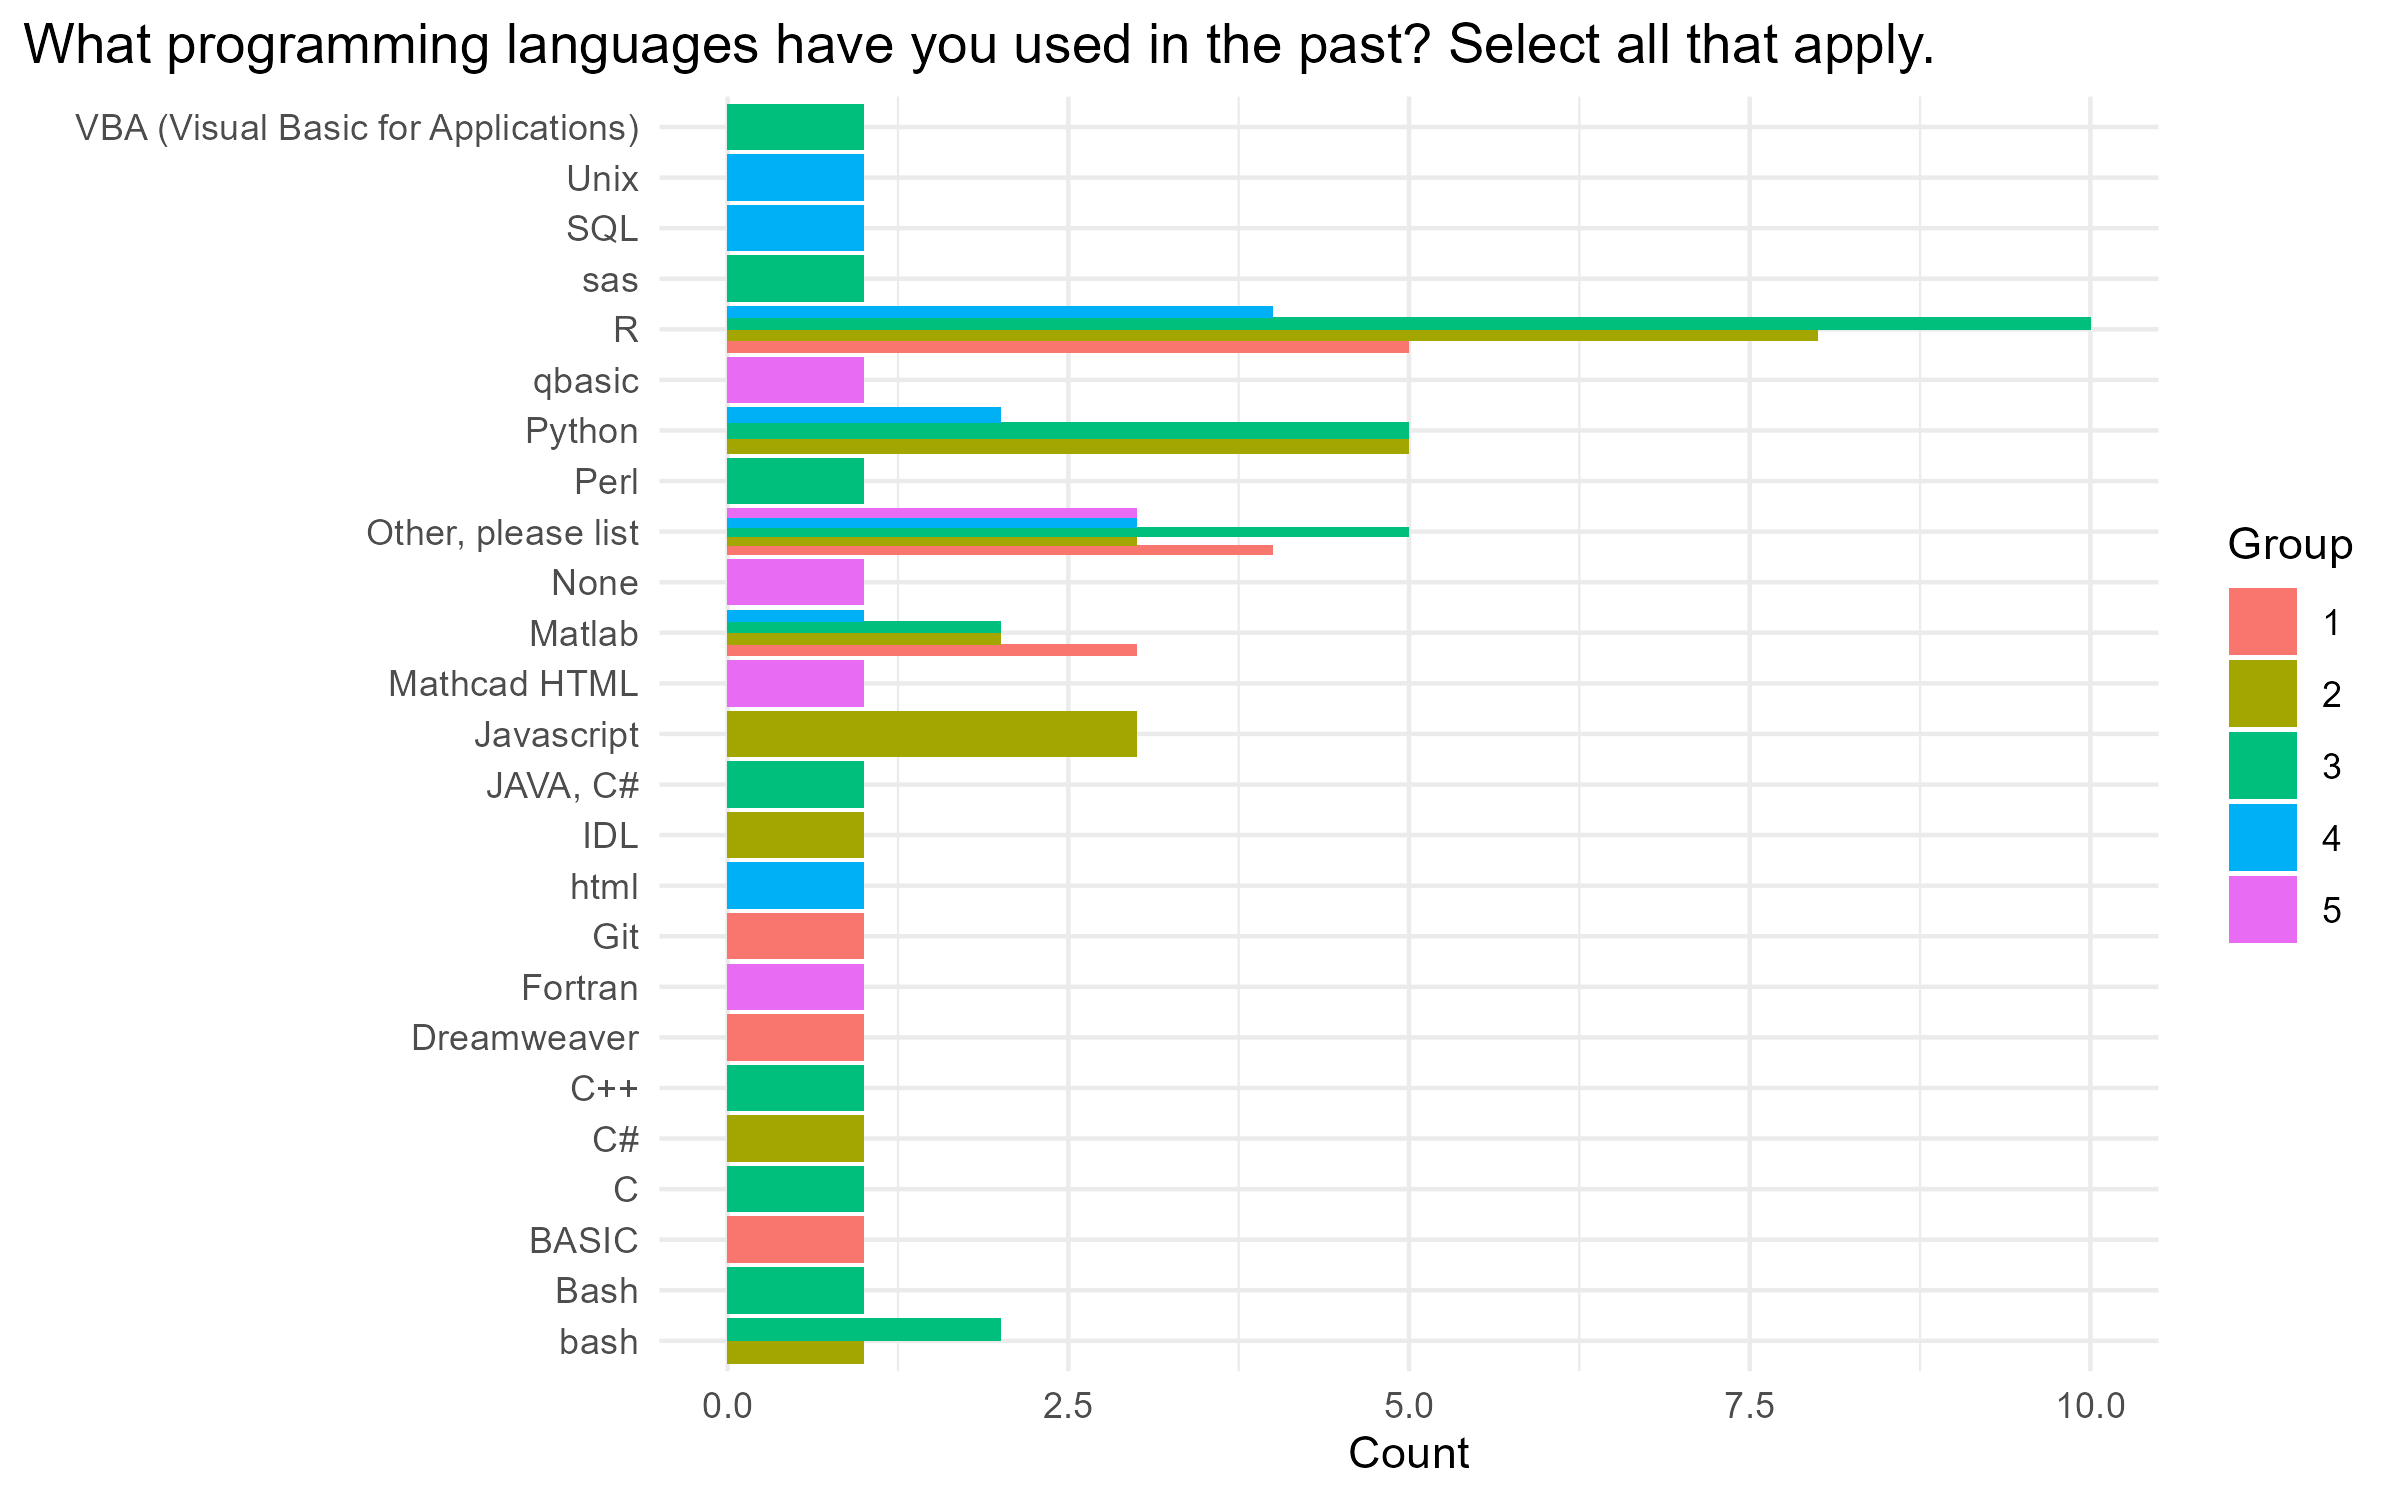 What programming languages have you used in the past? Select all that apply.
VBA (Visual Basic for Applications)
Unix
SQL
sas
R
qbasic
Python
Perl
Other, please list
None
Matlab
Mathcad HTML
Javascript
JAVA, C#
IDL
html
Git
Fortran
Dreamweaver
C++
C#
C
BASIC
Bash
bash
0.0 2.5 5.0 7.5 10.0
Count
Group
1
2
3
4
5